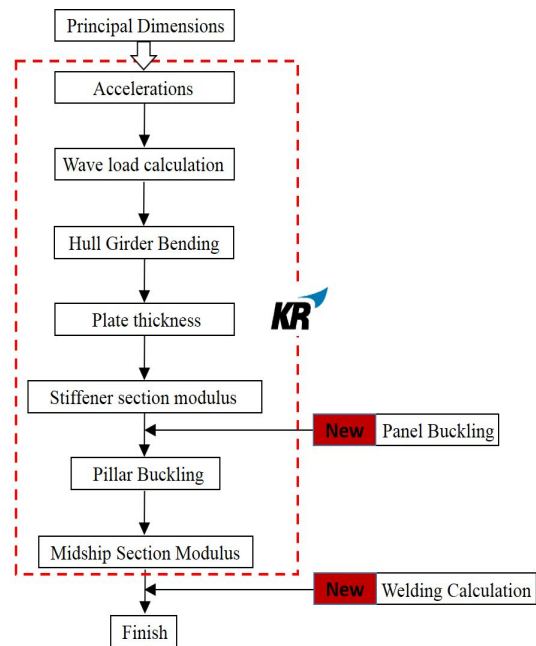 Principal Dimensions
Accelerations
Wave load calculation
Hull Girder Bending
KR
Plate thickness
Stiffener section modulus
New Panel Buckling
Pillar Buckling
Midship Section Modulus
New Welding Calculation
Finish